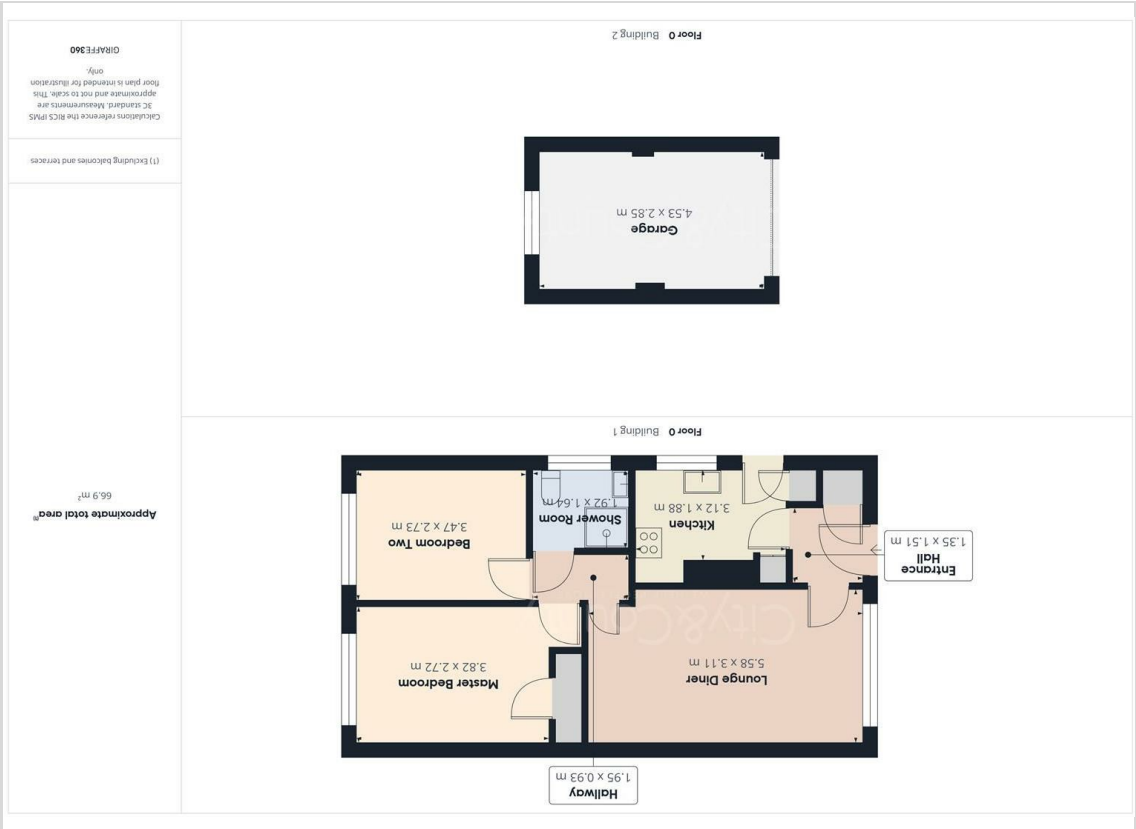 Hallway
1.95 x 0.93 m
Master Bedroom
3.82 x 2.72 m
Lounge Diner
5.58 x 3.11 m
Entrance
Hall
1.35 x 1.51 m
Bedroom Two
3.47 x 2.73 m
Shower Room
1.92 x 1.64 m
Kitchen
3.12 x 1.88 m
Floor 0 Building 1
Garage
4.53 x 2.85 m
Floor 0 Building 2
Approximate total area(1)
66.9 m²
(1) Excluding balconies and terraces
Calculations reference the RICS IPMS
3C standard. Measurements are
approximate and not to scale. This
floor plan is intended for illustration
only.
GIRAFFE360